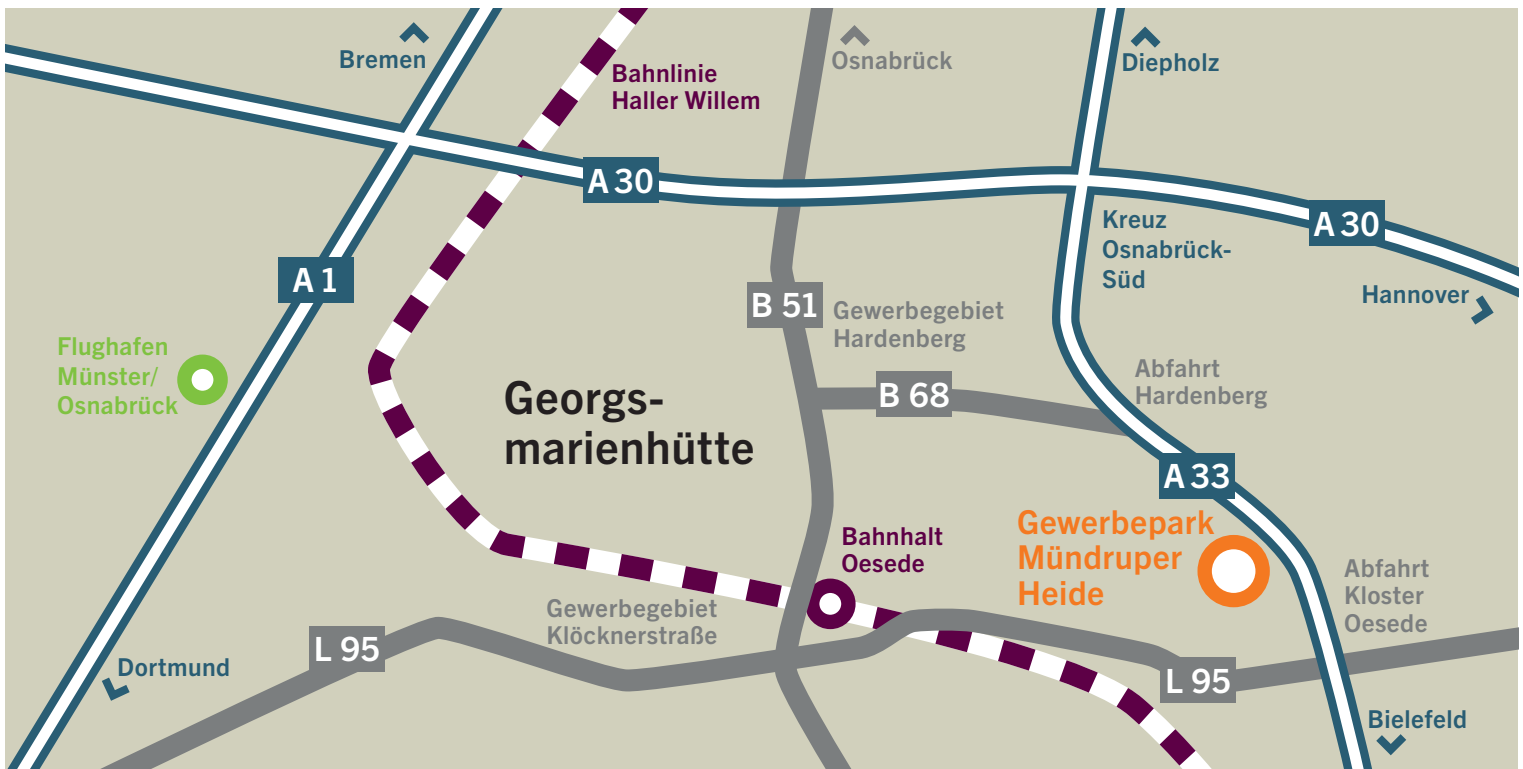 Bremen
Osnabrück
Diepholz
Bahnlinie
Haller Willem
A 30
Kreuz
Osnabrück-
Süd
A 30
A 1
Hannover
B 51
Gewerbegebiet
Hardenberg
Flughafen
Münster/
Osnabrück
Abfahrt
Hardenberg
B 68
Georgs-
marienhütte
A 33
Gewerbepark
Mündruper
Heide
Bahnhalt
Oesede
Abfahrt
Kloster
Oesede
Gewerbegebiet
Klöcknerstraße
L 95
Dortmund
L 95
Bielefeld